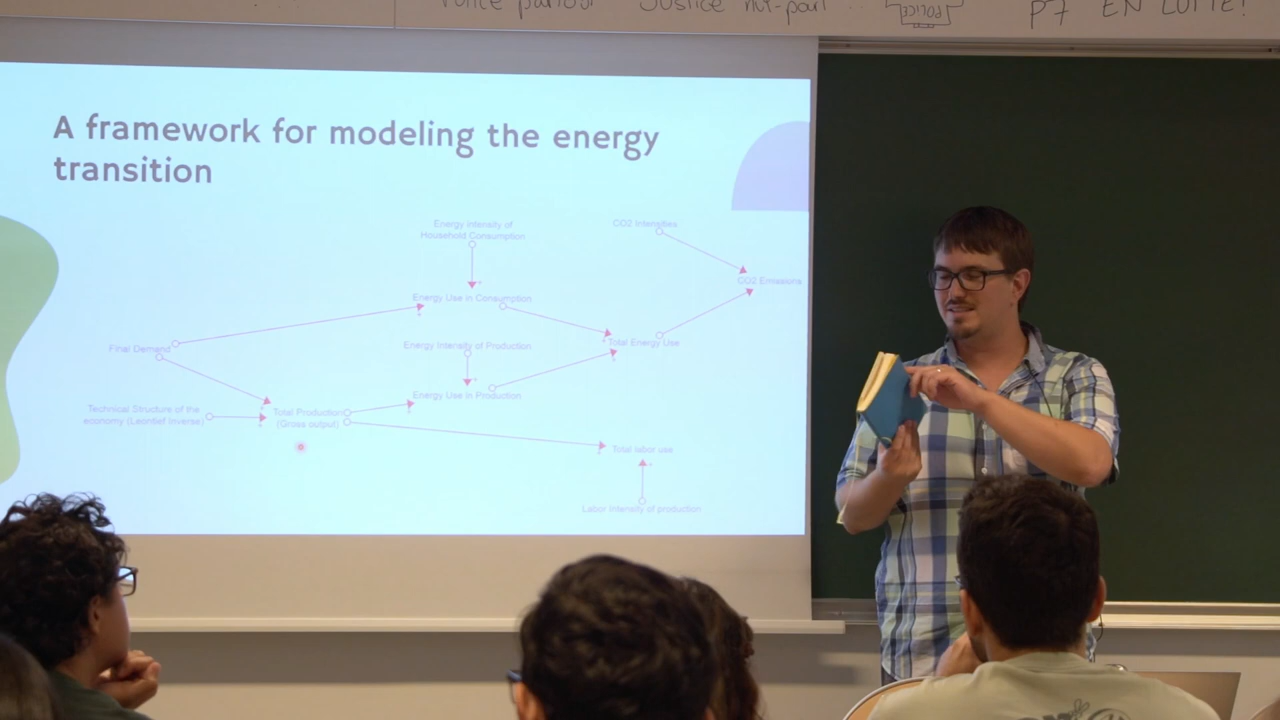 Justice
POLICE
P7 EN LUTTE!
A framework for modeling the energy
transition
Energy Intensity of
Household Consumption
CO2 Intensities
CO2 Emissions
Energy Use in Consumption
Final Demand
Energy Intensity of Production
Total Energy Use
Energy Use in Production
Technical Structure of the
economy (Leontief inverse)
Total Production
(Gross output)
Total labor use
Labor Intensity of production